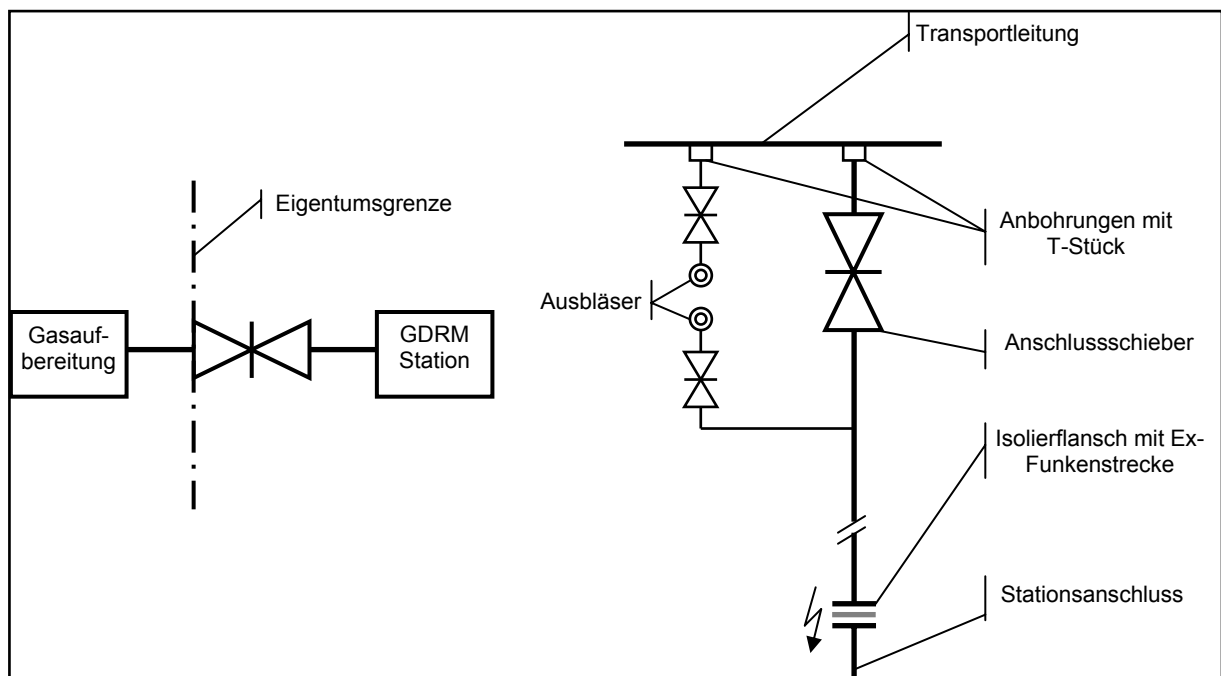 Transportleitung
Eigentumsgrenze
Anbohrungen mit
T-Stück
Ausbläser
Gasauf-
bereitung
GDRM
Station
Anschlussschieber
Isolierflansch mit Ex-
Funkenstrecke
Stationsanschluss